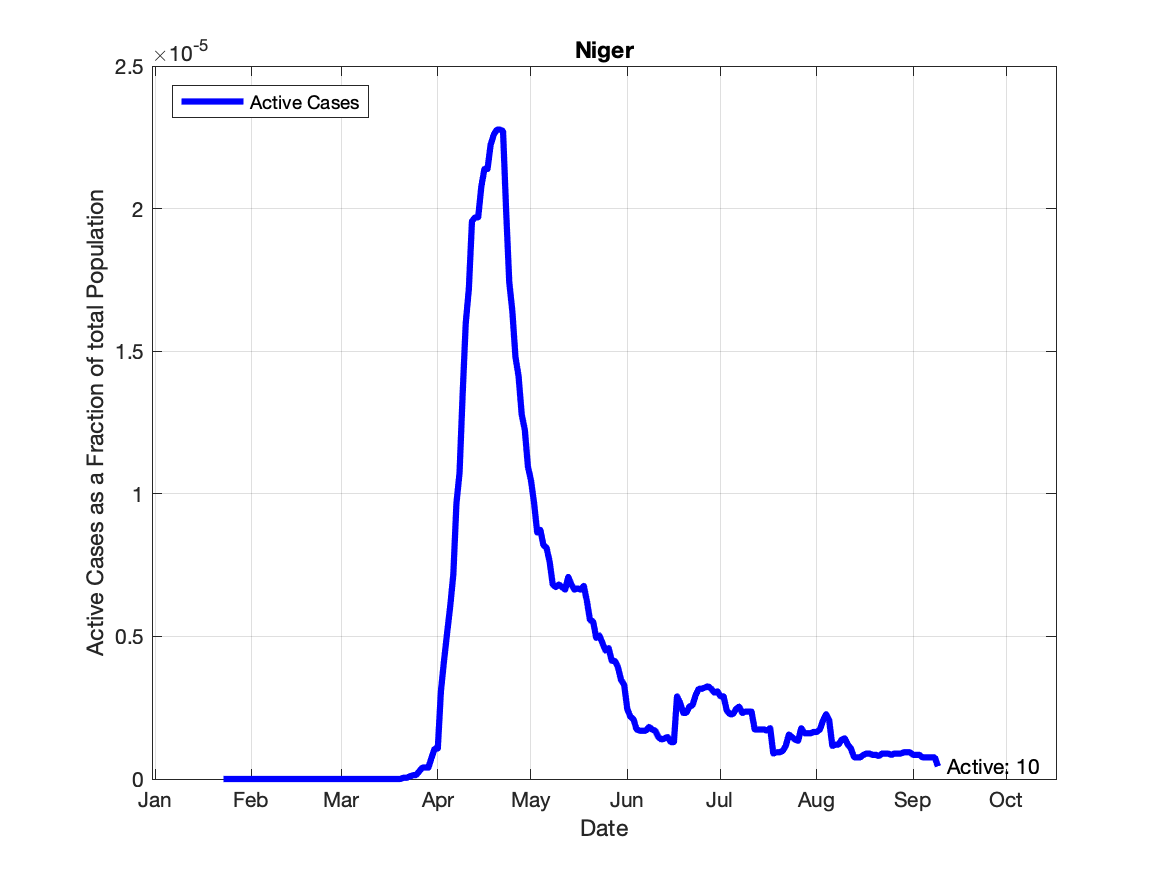 Niger
×10-5
2.5
2
1.5
1
0.5
0
Active Cases as a Fraction of total Population
Active Cases
Active: 10
Jan Feb Mar Apr May Jun Jul Aug Sep Oct
Date